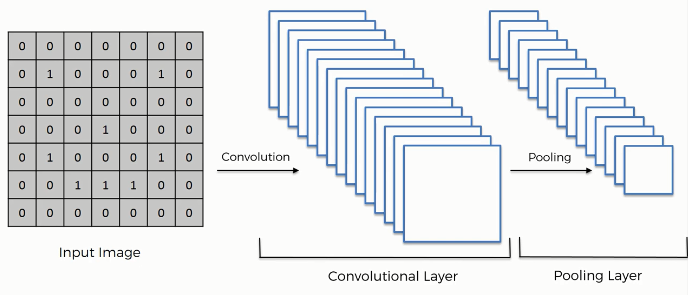 0 0 0 0 0 0 0
0 1 0 0 0 1 0
0 0 0 0 0 0 0
0 0 0 1 0 0 0
0 1 0 0 0 1 0
0 0 1 1 1 0 0
0 0 0 0 0 0 0
Input Image
Convolution
Convolutional Layer
Pooling
Pooling Layer